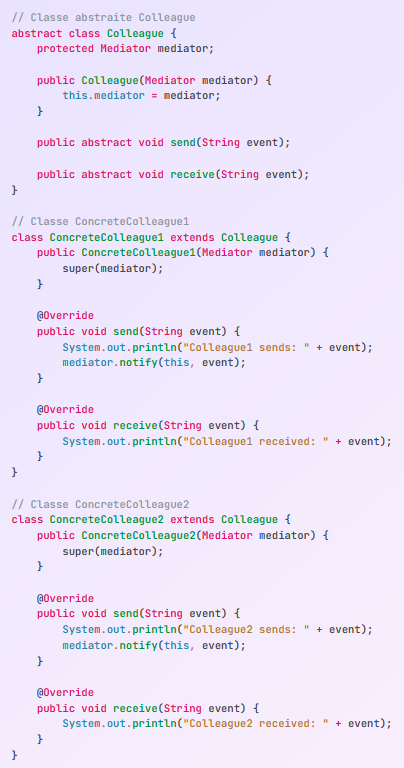 // Classe abstraite Colleague
abstract class Colleague {
    protected Mediator mediator;

    public Colleague(Mediator mediator) {
        this.mediator = mediator;
    }

    public abstract void send(String event);

    public abstract void receive(String event);
}

// Classe ConcreteColleague1
class ConcreteColleague1 extends Colleague {
    public ConcreteColleague1(Mediator mediator) {
        super(mediator);
    }

    @Override
    public void send(String event) {
        System.out.println("Colleague1 sends: " + event);
        mediator.notify(this, event);
    }

    @Override
    public void receive(String event) {
        System.out.println("Colleague1 received: " + event);
    }
}

// Classe ConcreteColleague2
class ConcreteColleague2 extends Colleague {
    public ConcreteColleague2(Mediator mediator) {
        super(mediator);
    }

    @Override
    public void send(String event) {
        System.out.println("Colleague2 sends: " + event);
        mediator.notify(this, event);
    }

    @Override
    public void receive(String event) {
        System.out.println("Colleague2 received: " + event);
    }
}